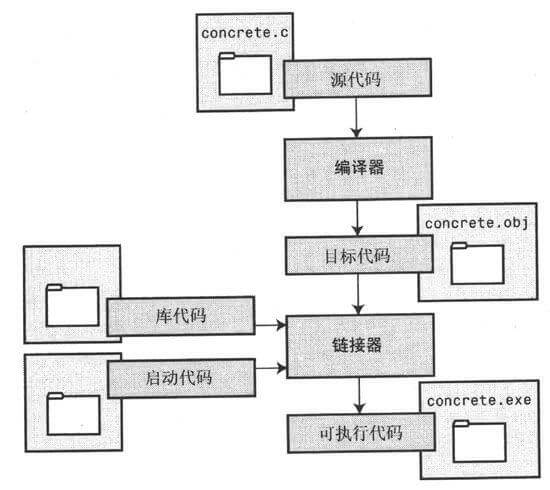 concrete.c
源代码
编译器
concrete.obj
目标代码
库代码
链接器
启动代码
concrete.exe
可执行代码